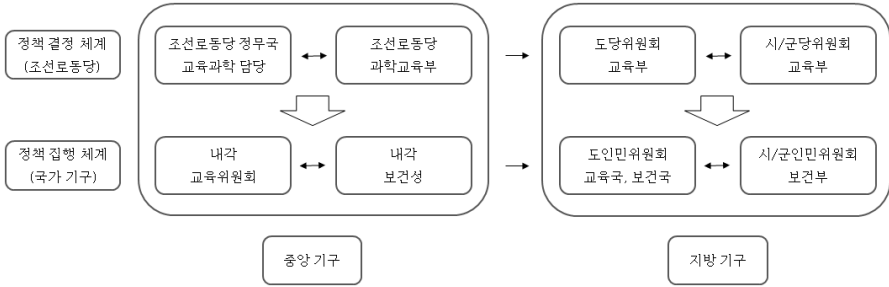 정책 결정 체계
(조선로동당)
조선로동당 정무국
교육과학 담당
조선로동당
과학교육부
도당위원회
교육부
시/군당위원회
교육부
정책 집행 체계
(국가 기구)
내각
교육위원회
내각
보건성
도인민위원회
교육국, 보건국
시/군인민위원회
보건부
중앙 기구
지방 기구